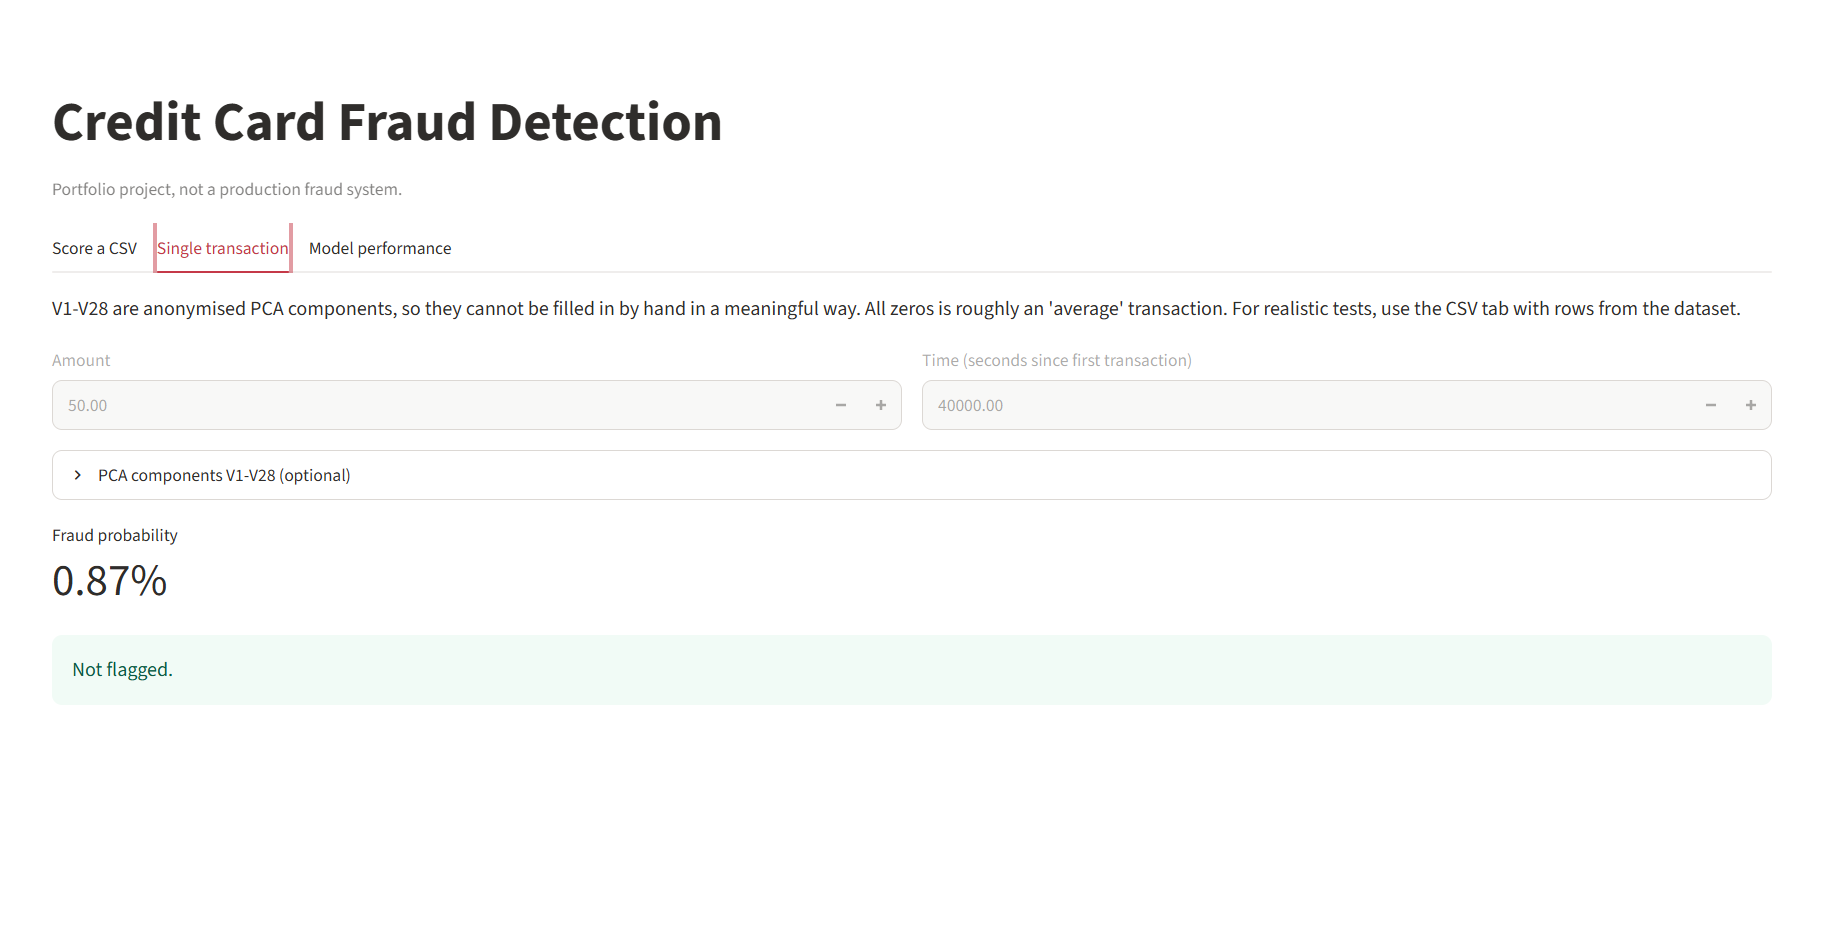 Credit Card Fraud Detection
Portfolio project, not a production fraud system.
Score a CSV Single transaction Model performance
V1-V28 are anonymised PCA components, so they cannot be filled in by hand in a meaningful way. All zeros is roughly an 'average' transaction. For realistic tests, use the CSV tab with rows from the dataset.
Amount Time (seconds since first transaction)
50.00 − + 40000.00 − +
PCA components V1-V28 (optional)
Fraud probability
0.87%
Not flagged.